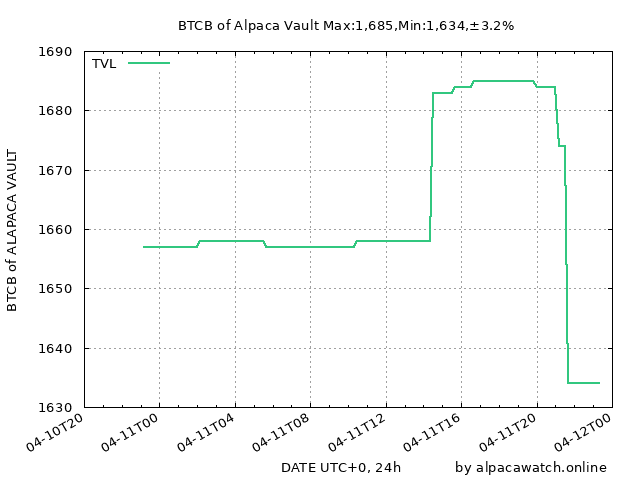 BTCB of Alpaca Vault Max:1,685,Min:1,634,±3.2%
TVL
1690
1680
1670
1660
1650
1640
1630
BTCB of ALAPACA VAULT
04-10T20
04-11T00
04-11T04
04-11T08
04-11T12
04-11T16
04-11T20
04-12T00
DATE UTC+0, 24h
by alpacawatch.online